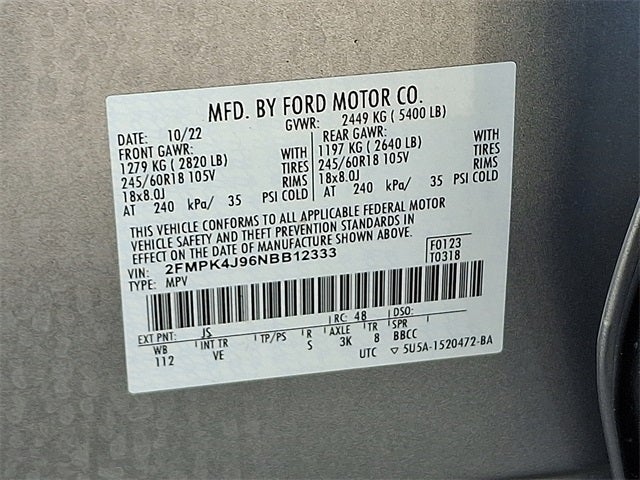 MFD. BY FORD MOTOR CO.
DATE: 10/22 GVWR: 2449 KG ( 5400 LB)
FRONT GAWR: REAR GAWR:
1279 KG ( 2820 LB) WITH 1197 KG ( 2640 LB) WITH
245/60R18 105V TIRES 245/60R18 105V TIRES
18x8.0J RIMS 18x8.0J RIMS
AT 240 kPa/ 35 PSI COLD AT 240 kPa/ 35 PSI COLD
THIS VEHICLE CONFORMS TO ALL APPLICABLE FEDERAL MOTOR
VEHICLE SAFETY AND THEFT PREVENTION STANDARDS IN
EFFECT ON THE DATE OF MANUFACTURE SHOWN ABOVE.
VIN: 2FMPK4J96NBB12333 F0123
TYPE: MPV T0318
EXT PNT: JS RC: 48 DSO:
WB INT TR TP/PS R AXLE TR SPR
112 VE S 3K 8 BBCC
UTC ▽ 5U5A-1520472-BA